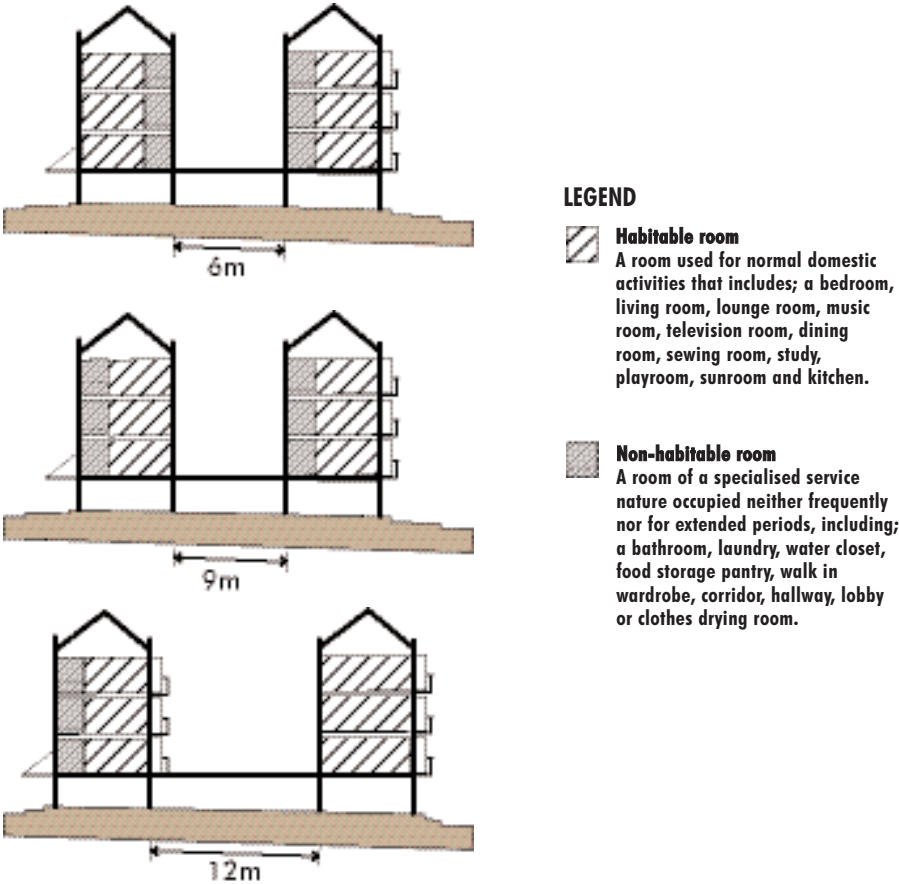 6m
9m
12m
LEGEND
Habitable room
A room used for normal domestic
activities that includes; a bedroom,
living room, lounge room, music
room, television room, dining
room, sewing room, study,
playroom, sunroom and kitchen.
Non-habitable room
A room of a specialised service
nature occupied neither frequently
nor for extended periods, including;
a bathroom, laundry, water closet,
food storage pantry, walk in
wardrobe, corridor, hallway, lobby
or clothes drying room.